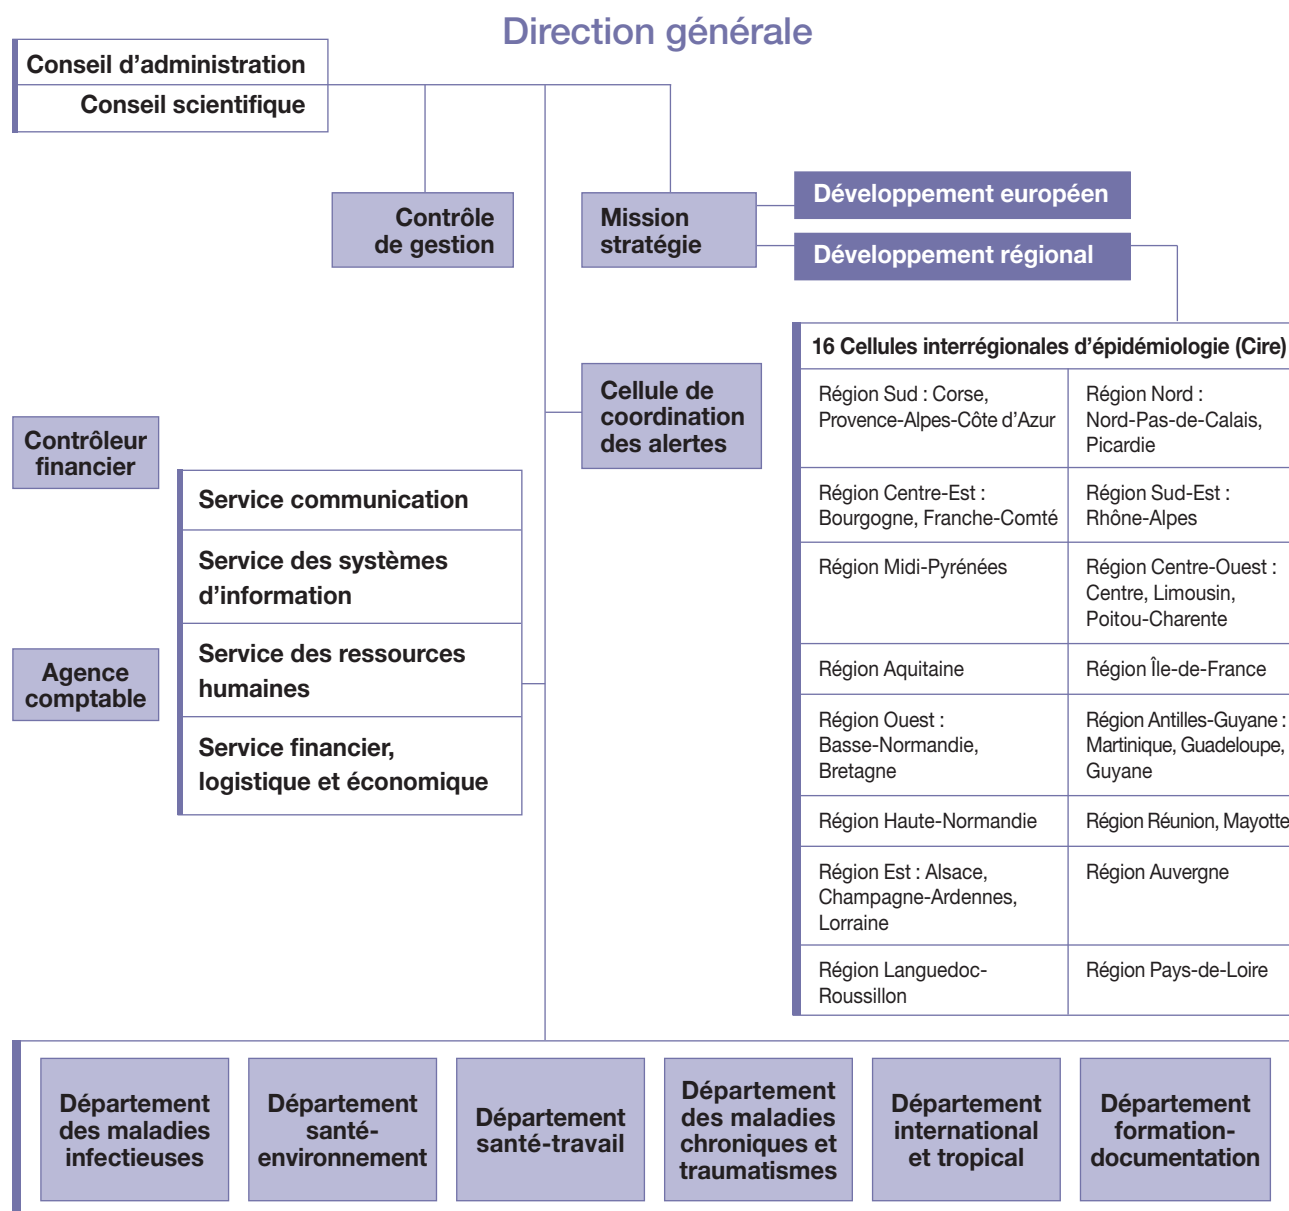 Direction générale
Conseil d’administration
Conseil scientifique
Contrôle
de gestion
Mission
stratégie
Développement européen
Développement régional
16 Cellules interrégionales d’épidémiologie (Cire)
Région Sud : Corse,
Provence-Alpes-Côte d’Azur
Région Nord :
Nord-Pas-de-Calais,
Picardie
Région Centre-Est :
Bourgogne, Franche-Comté
Région Sud-Est :
Rhône-Alpes
Région Midi-Pyrénées
Région Centre-Ouest :
Centre, Limousin,
Poitou-Charente
Région Aquitaine
Région Île-de-France
Région Ouest :
Basse-Normandie,
Bretagne
Région Antilles-Guyane :
Martinique, Guadeloupe,
Guyane
Région Haute-Normandie
Région Réunion, Mayotte
Région Est : Alsace,
Champagne-Ardennes,
Lorraine
Région Auvergne
Région Languedoc-
Roussillon
Région Pays-de-Loire
Cellule de
coordination
des alertes
Contrôleur
financier
Agence
comptable
Service communication
Service des systèmes
d’information
Service des ressources
humaines
Service financier,
logistique et économique
Département
des maladies
infectieuses
Département
santé-
environnement
Département
santé-travail
Département
des maladies
chroniques et
traumatismes
Département
international
et tropical
Département
formation-
documentation